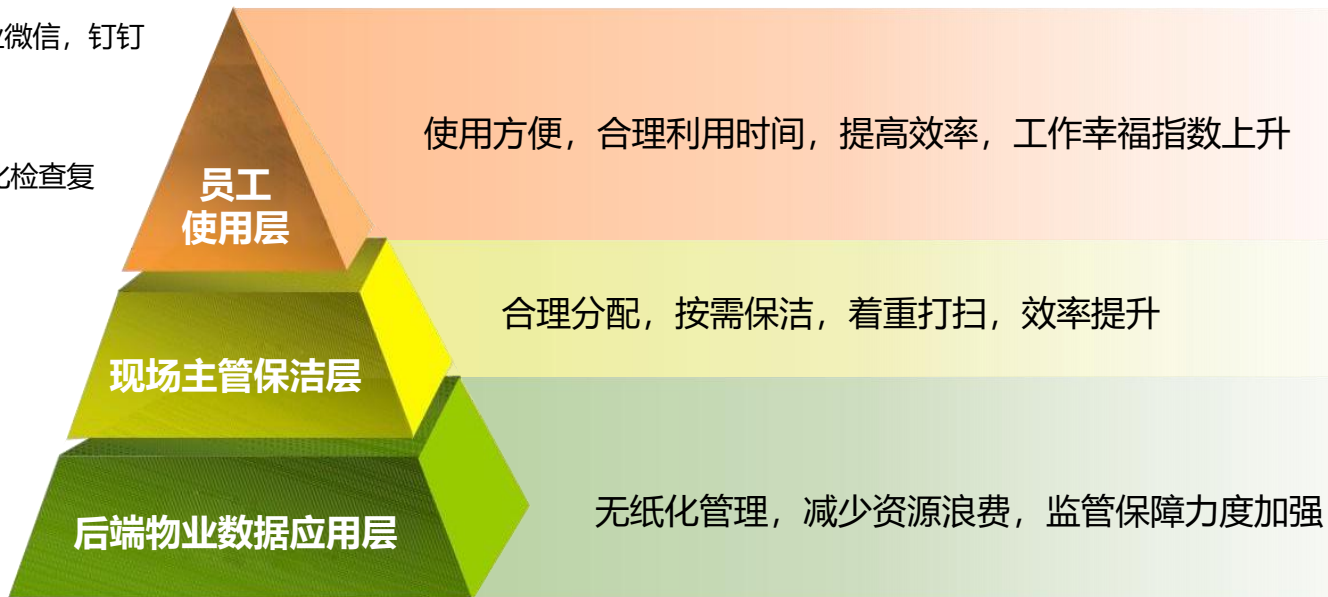 业微信，钉钉
使用方便，合理利用时间，提高效率，工作幸福指数上升
化检查复
员工
使用层
合理分配，按需保洁，着重打扫，效率提升
现场主管保洁层
无纸化管理，减少资源浪费，监管保障力度加强
后端物业数据应用层